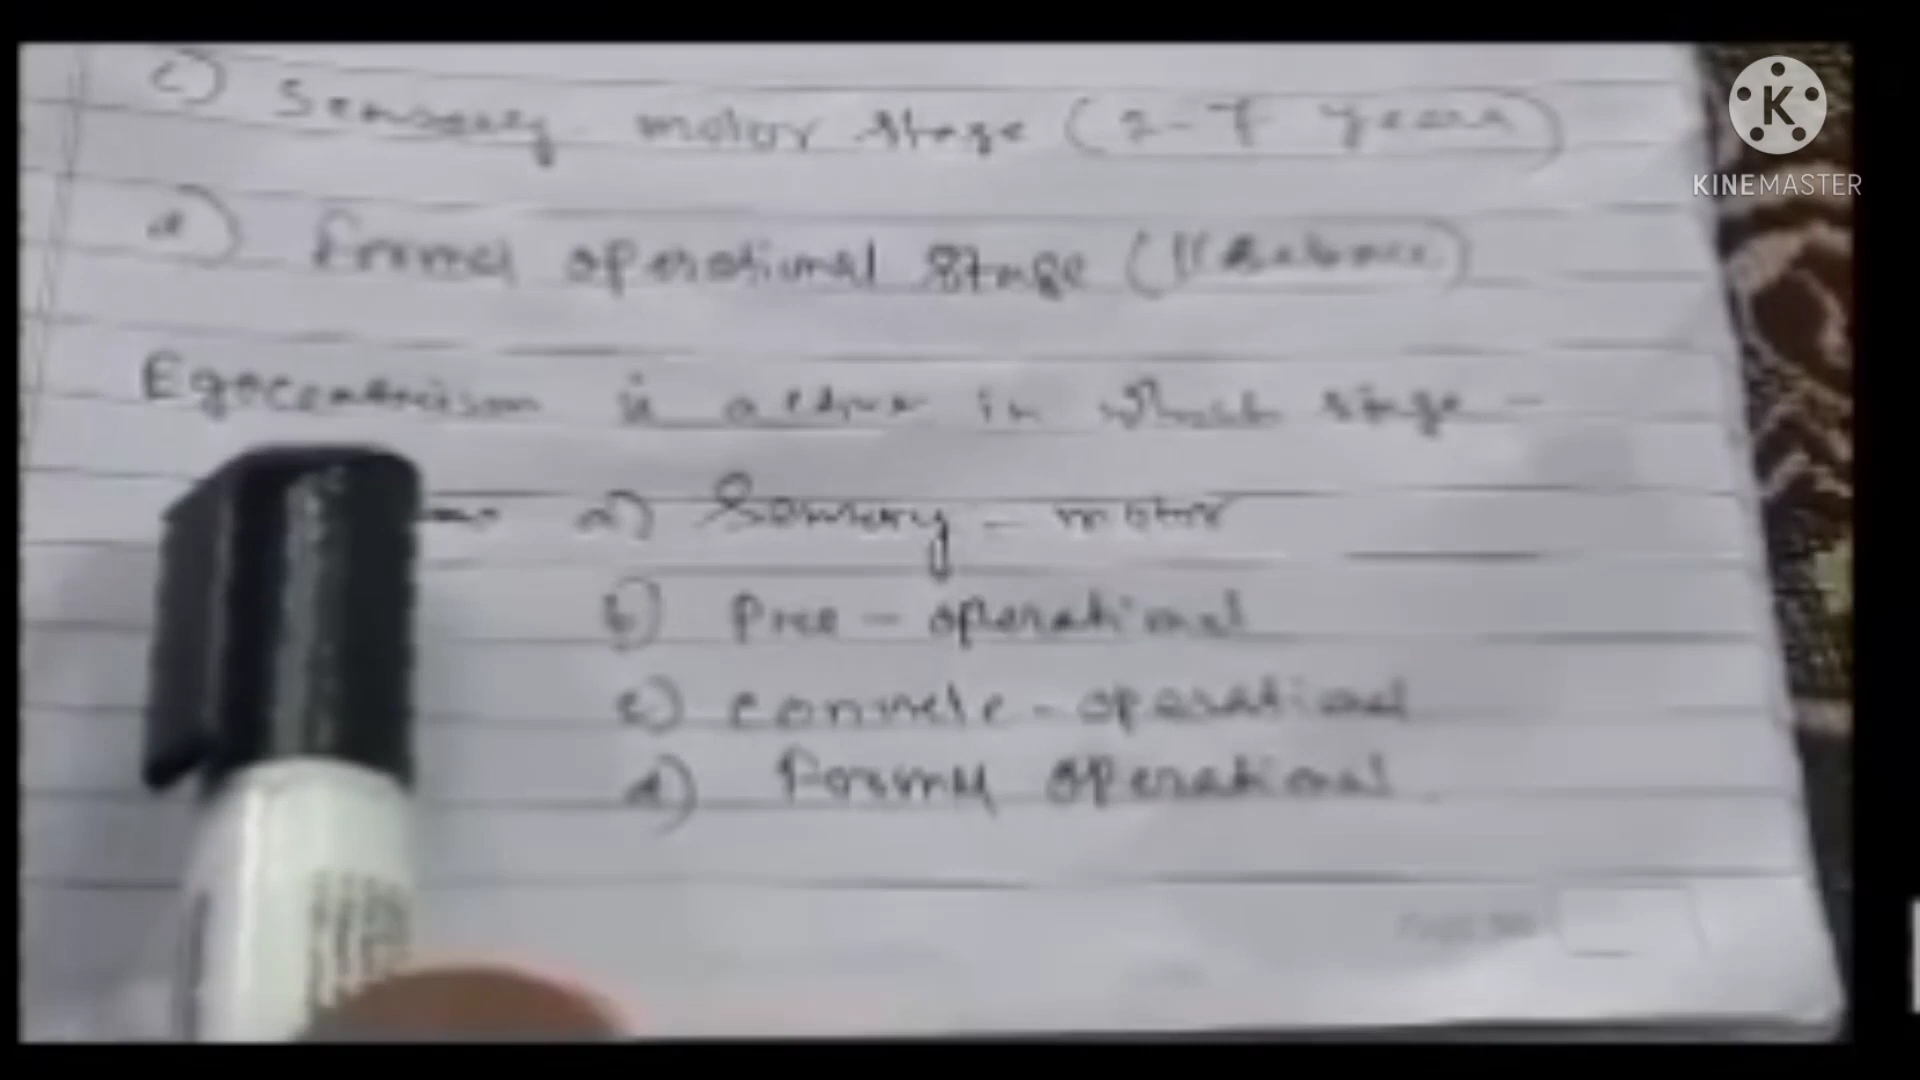 c) Sensory motor stage (2-7 years)
d) Formal operational stage (11 & above)
KINEMASTER
Egocentrism is active in which stage -
a) Sensory - motor
b) Pre - operational
c) Concrete - operational
d) Formal operational